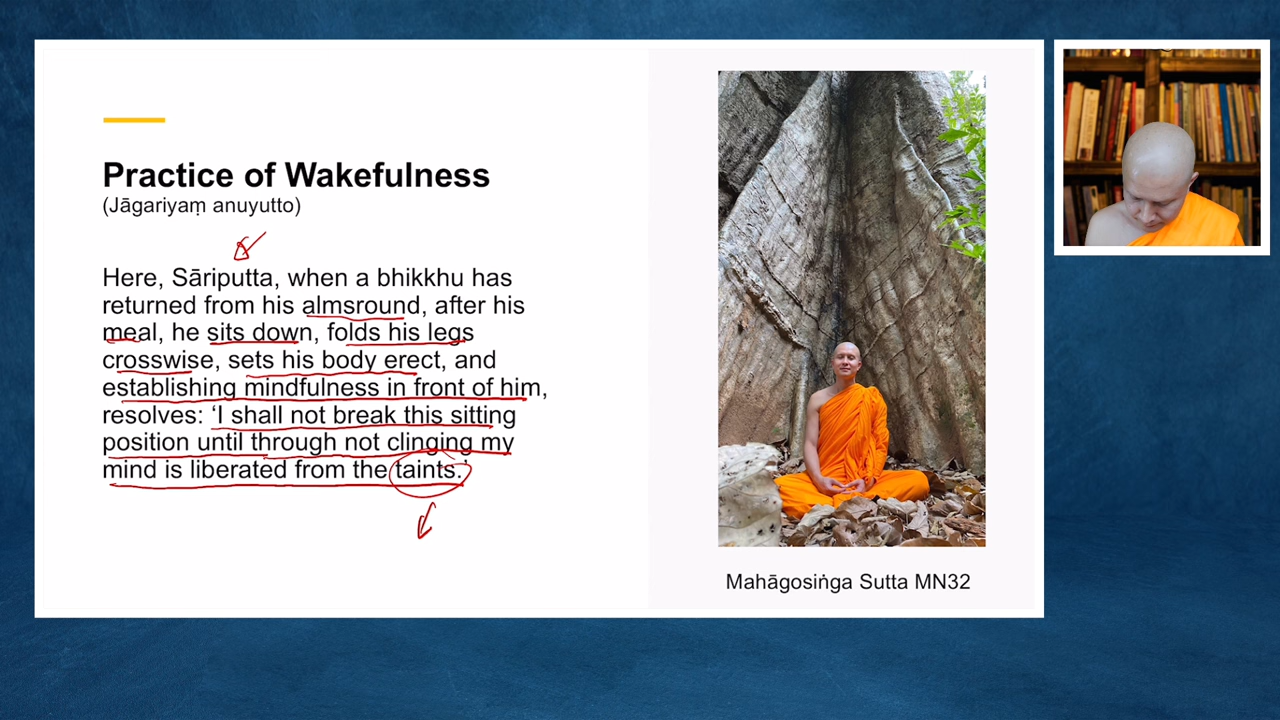 Practice of Wakefulness
(Jāgariyaṃ anuyutto)
Here, Sāriputta, when a bhikkhu has
returned from his almsround, after his
meal, he sits down, folds his legs
crosswise, sets his body erect, and
establishing mindfulness in front of him,
resolves: ‘I shall not break this sitting
position until through not clinging my
mind is liberated from the taints.’
Mahāgosiṅga Sutta MN32